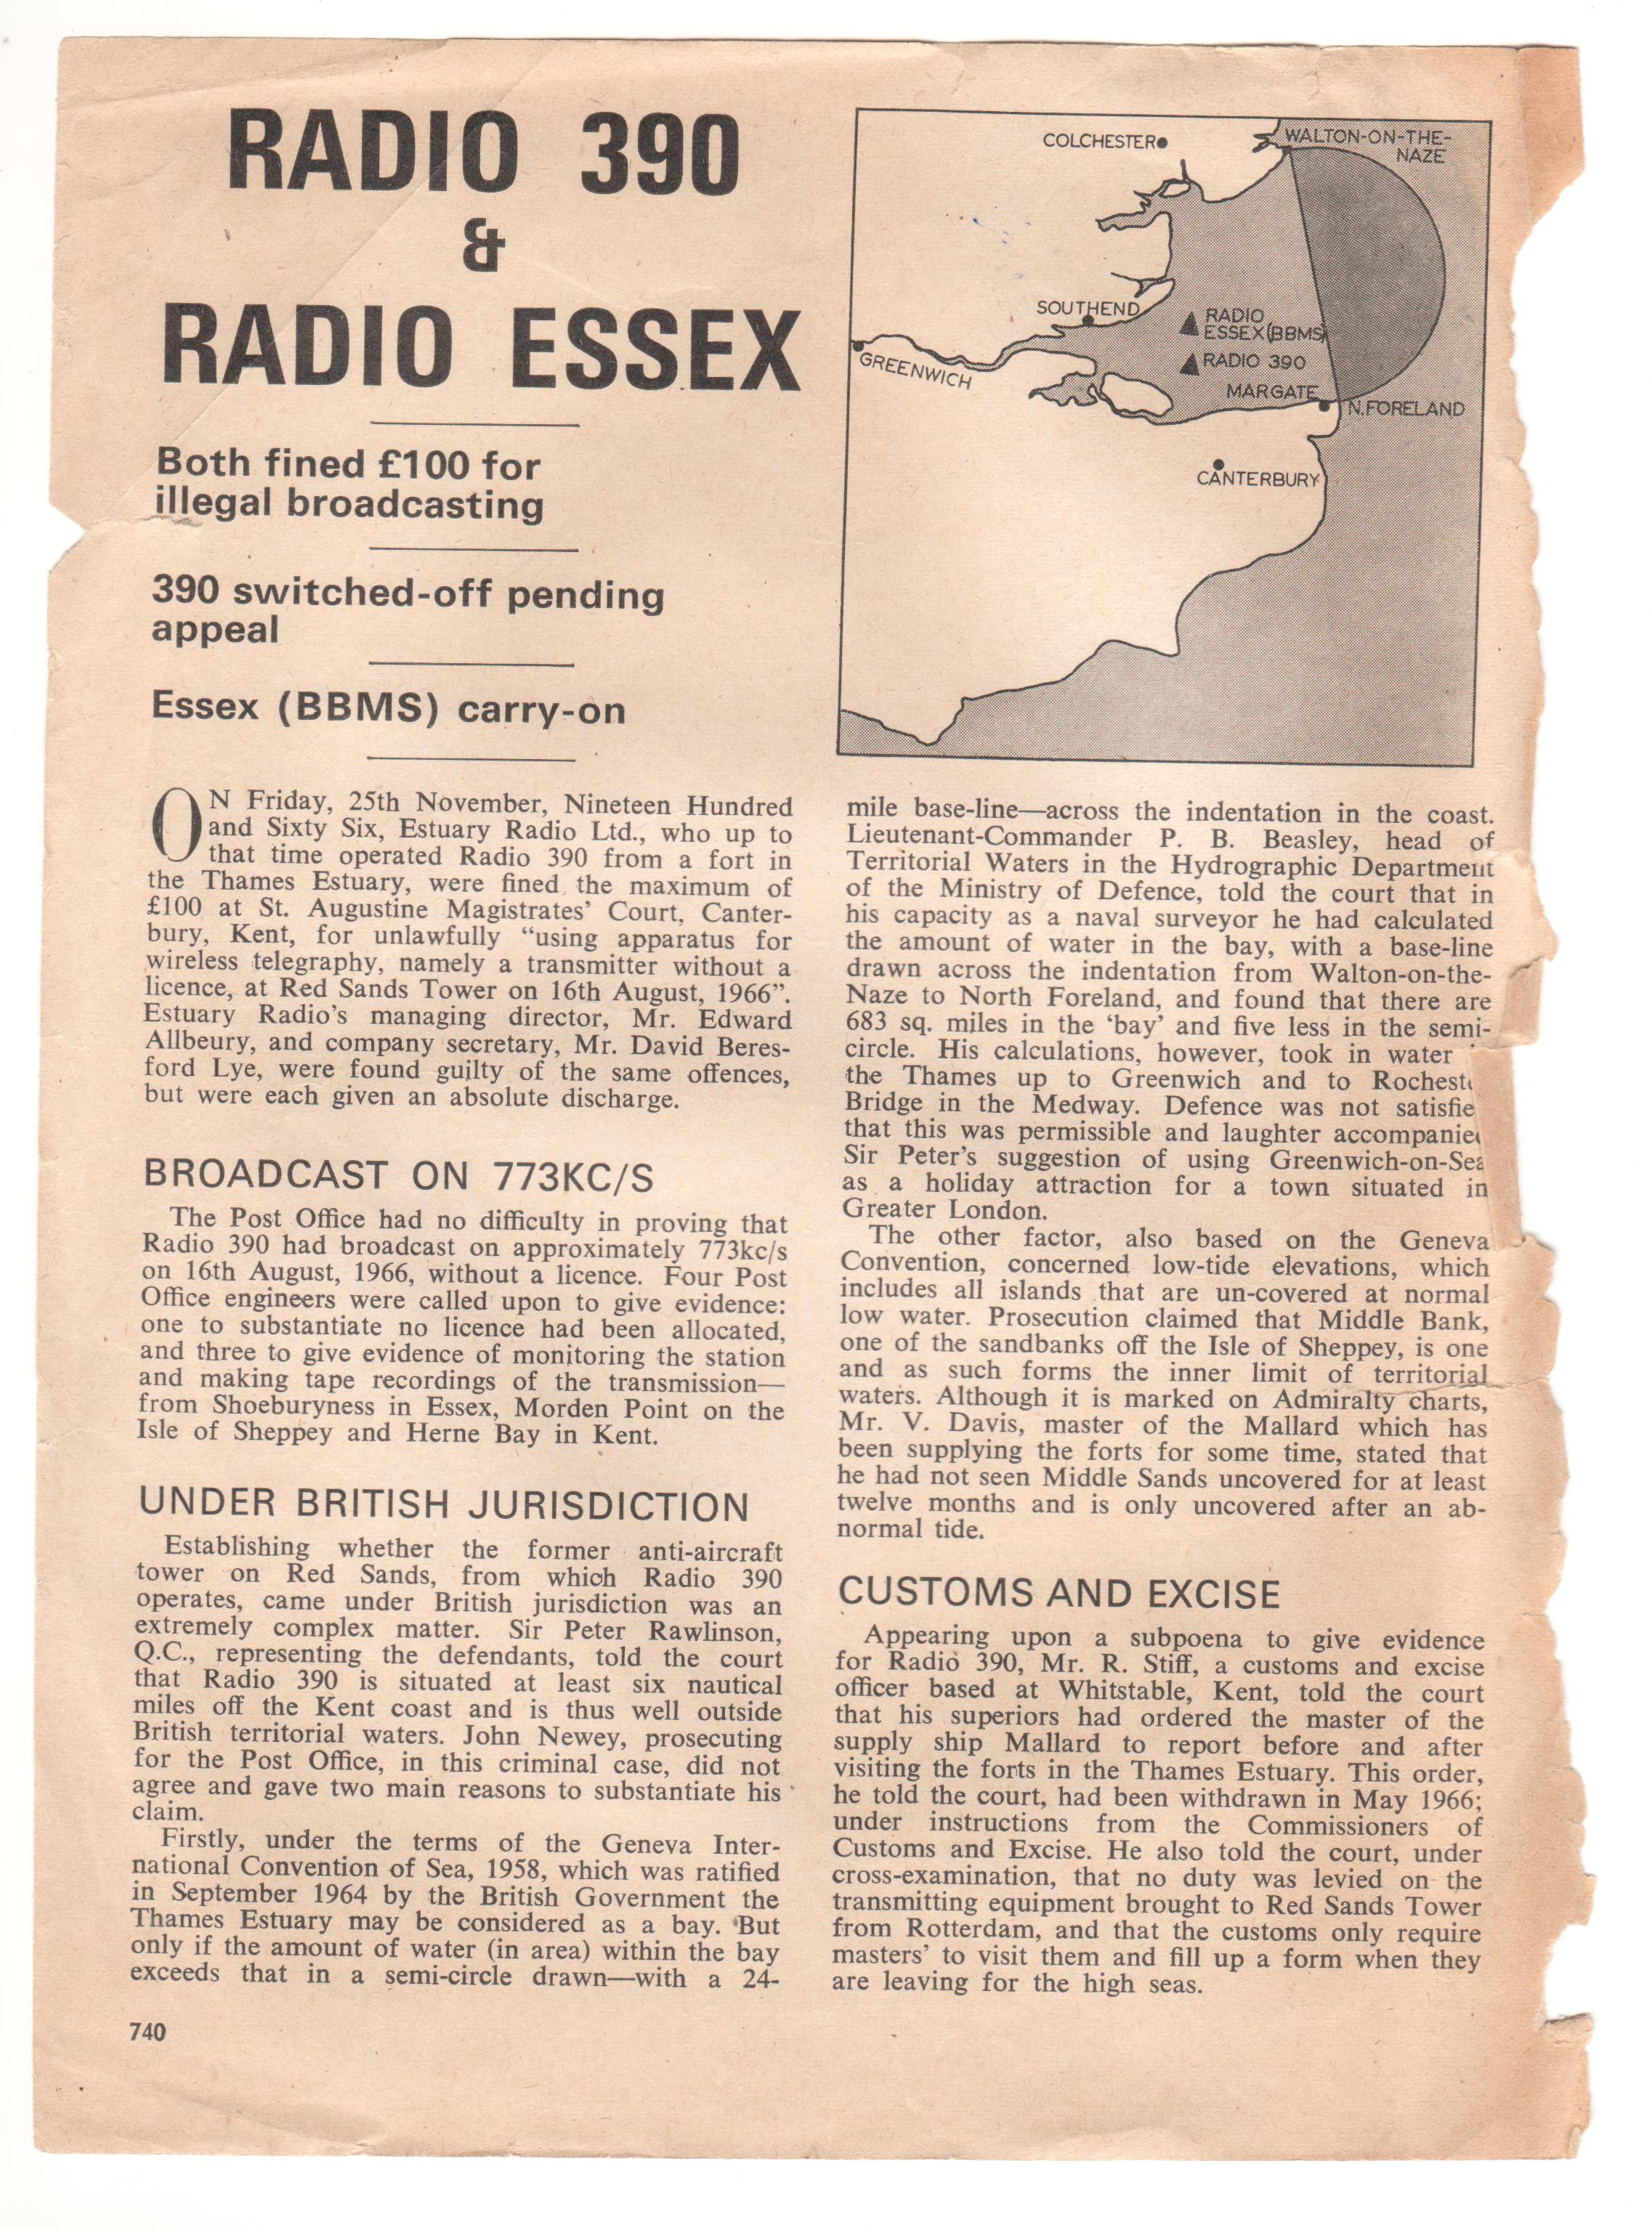 RADIO 390
&
RADIO ESSEX
Both fined £100 for
illegal broadcasting
390 switched-off pending
appeal
Essex (BBMS) carry-on
COLCHESTER
WALTON-ON-THE-
NAZE
SOUTHEND
RADIO
ESSEX(BBMS)
RADIO 390
GREENWICH
MARGATE
N.FORELAND
CANTERBURY
ON Friday, 25th November, Nineteen Hundred
and Sixty Six, Estuary Radio Ltd., who up to
that time operated Radio 390 from a fort in
the Thames Estuary, were fined the maximum of
£100 at St. Augustine Magistrates' Court, Canter-
bury, Kent, for unlawfully “using apparatus for
wireless telegraphy, namely a transmitter without a
licence, at Red Sands Tower on 16th August, 1966”.
Estuary Radio's managing director, Mr. Edward
Allbeury, and company secretary, Mr. David Beres-
ford Lye, were found guilty of the same offences,
but were each given an absolute discharge.
BROADCAST ON 773KC/S
The Post Office had no difficulty in proving that
Radio 390 had broadcast on approximately 773kc/s
on 16th August, 1966, without a licence. Four Post
Office engineers were called upon to give evidence:
one to substantiate no licence had been allocated,
and three to give evidence of monitoring the station
and making tape recordings of the transmission—
from Shoeburyness in Essex, Morden Point on the
Isle of Sheppey and Herne Bay in Kent.
UNDER BRITISH JURISDICTION
Establishing whether the former anti-aircraft
tower on Red Sands, from which Radio 390
operates, came under British jurisdiction was an
extremely complex matter. Sir Peter Rawlinson,
Q.C., representing the defendants, told the court
that Radio 390 is situated at least six nautical
miles off the Kent coast and is thus well outside
British territorial waters. John Newey, prosecuting
for the Post Office, in this criminal case, did not
agree and gave two main reasons to substantiate his
claim.
Firstly, under the terms of the Geneva Inter-
national Convention of Sea, 1958, which was ratified
in September 1964 by the British Government the
Thames Estuary may be considered as a bay. But
only if the amount of water (in area) within the bay
exceeds that in a semi-circle drawn—with a 24-
mile base-line—across the indentation in the coast.
Lieutenant-Commander P. B. Beasley, head of
Territorial Waters in the Hydrographic Department
of the Ministry of Defence, told the court that in
his capacity as a naval surveyor he had calculated
the amount of water in the bay, with a base-line
drawn across the indentation from Walton-on-the-
Naze to North Foreland, and found that there are
683 sq. miles in the ‘bay’ and five less in the semi-
circle. His calculations, however, took in water
the Thames up to Greenwich and to Rocheste
Bridge in the Medway. Defence was not satisfie
that this was permissible and laughter accompanie
Sir Peter's suggestion of using Greenwich-on-Sea
as a holiday attraction for a town situated in
Greater London.
The other factor, also based on the Geneva
Convention, concerned low-tide elevations, which
includes all islands that are un-covered at normal
low water. Prosecution claimed that Middle Bank,
one of the sandbanks off the Isle of Sheppey, is one
and as such forms the inner limit of territorial
waters. Although it is marked on Admiralty charts,
Mr. V. Davis, master of the Mallard which has
been supplying the forts for some time, stated that
he had not seen Middle Sands uncovered for at least
twelve months and is only uncovered after an ab-
normal tide.
CUSTOMS AND EXCISE
Appearing upon a subpoena to give evidence
for Radio 390, Mr. R. Stiff, a customs and excise
officer based at Whitstable, Kent, told the court
that his superiors had ordered the master of the
supply ship Mallard to report before and after
visiting the forts in the Thames Estuary. This order,
he told the court, had been withdrawn in May 1966;
under instructions from the Commissioners of
Customs and Excise. He also told the court, under
cross-examination, that no duty was levied on the
transmitting equipment brought to Red Sands Tower
from Rotterdam, and that the customs only require
masters' to visit them and fill up a form when they
are leaving for the high seas.
740